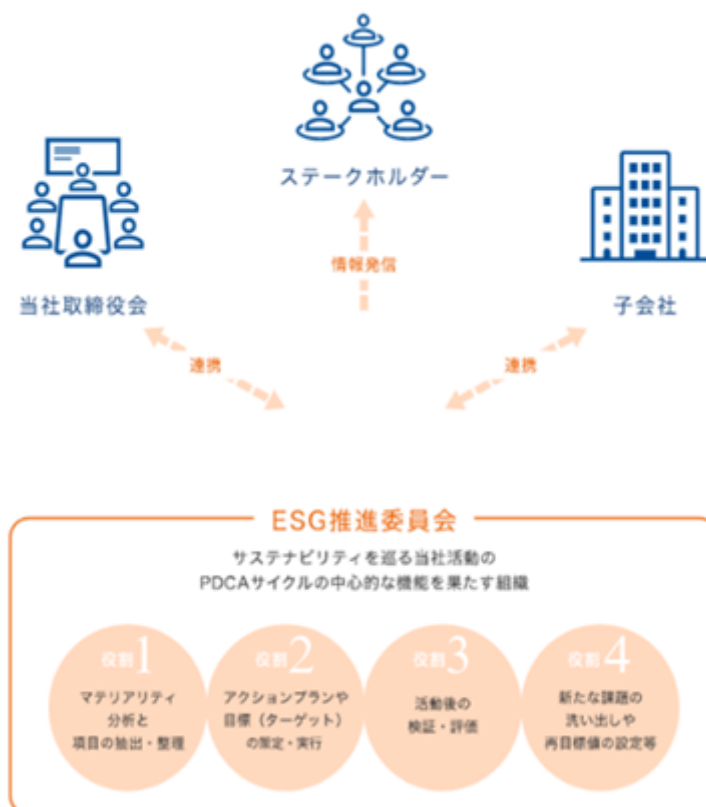 ステークホルダー
当社取締役会
情報発信
子会社
連携
連携
ESG推進委員会
サステナビリティを巡る当社活動の
PDCAサイクルの中心的な機能を果たす組織
役割1
マテリアリティ
分析と
項目の抽出・整理
役割2
アクションプランや
目標（ターゲット）
の策定・実行
役割3
活動後の
検証・評価
役割4
新たな課題の
洗い出しや
再目標値の設定等